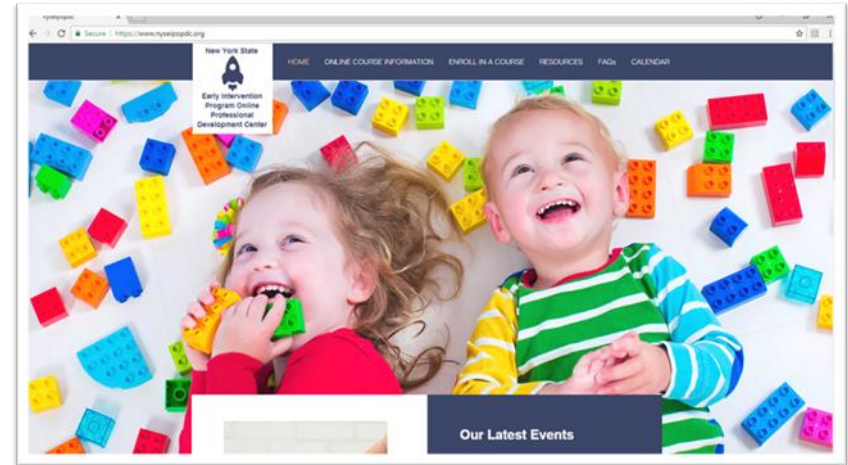 nyseipopdc
Secure | https://www.nyseipopdc.org
New York State
Early Intervention
Program Online
Professional
Development Center
HOME ONLINE COURSE INFORMATION ENROLL IN A COURSE RESOURCES FAQs CALENDAR
Our Latest Events